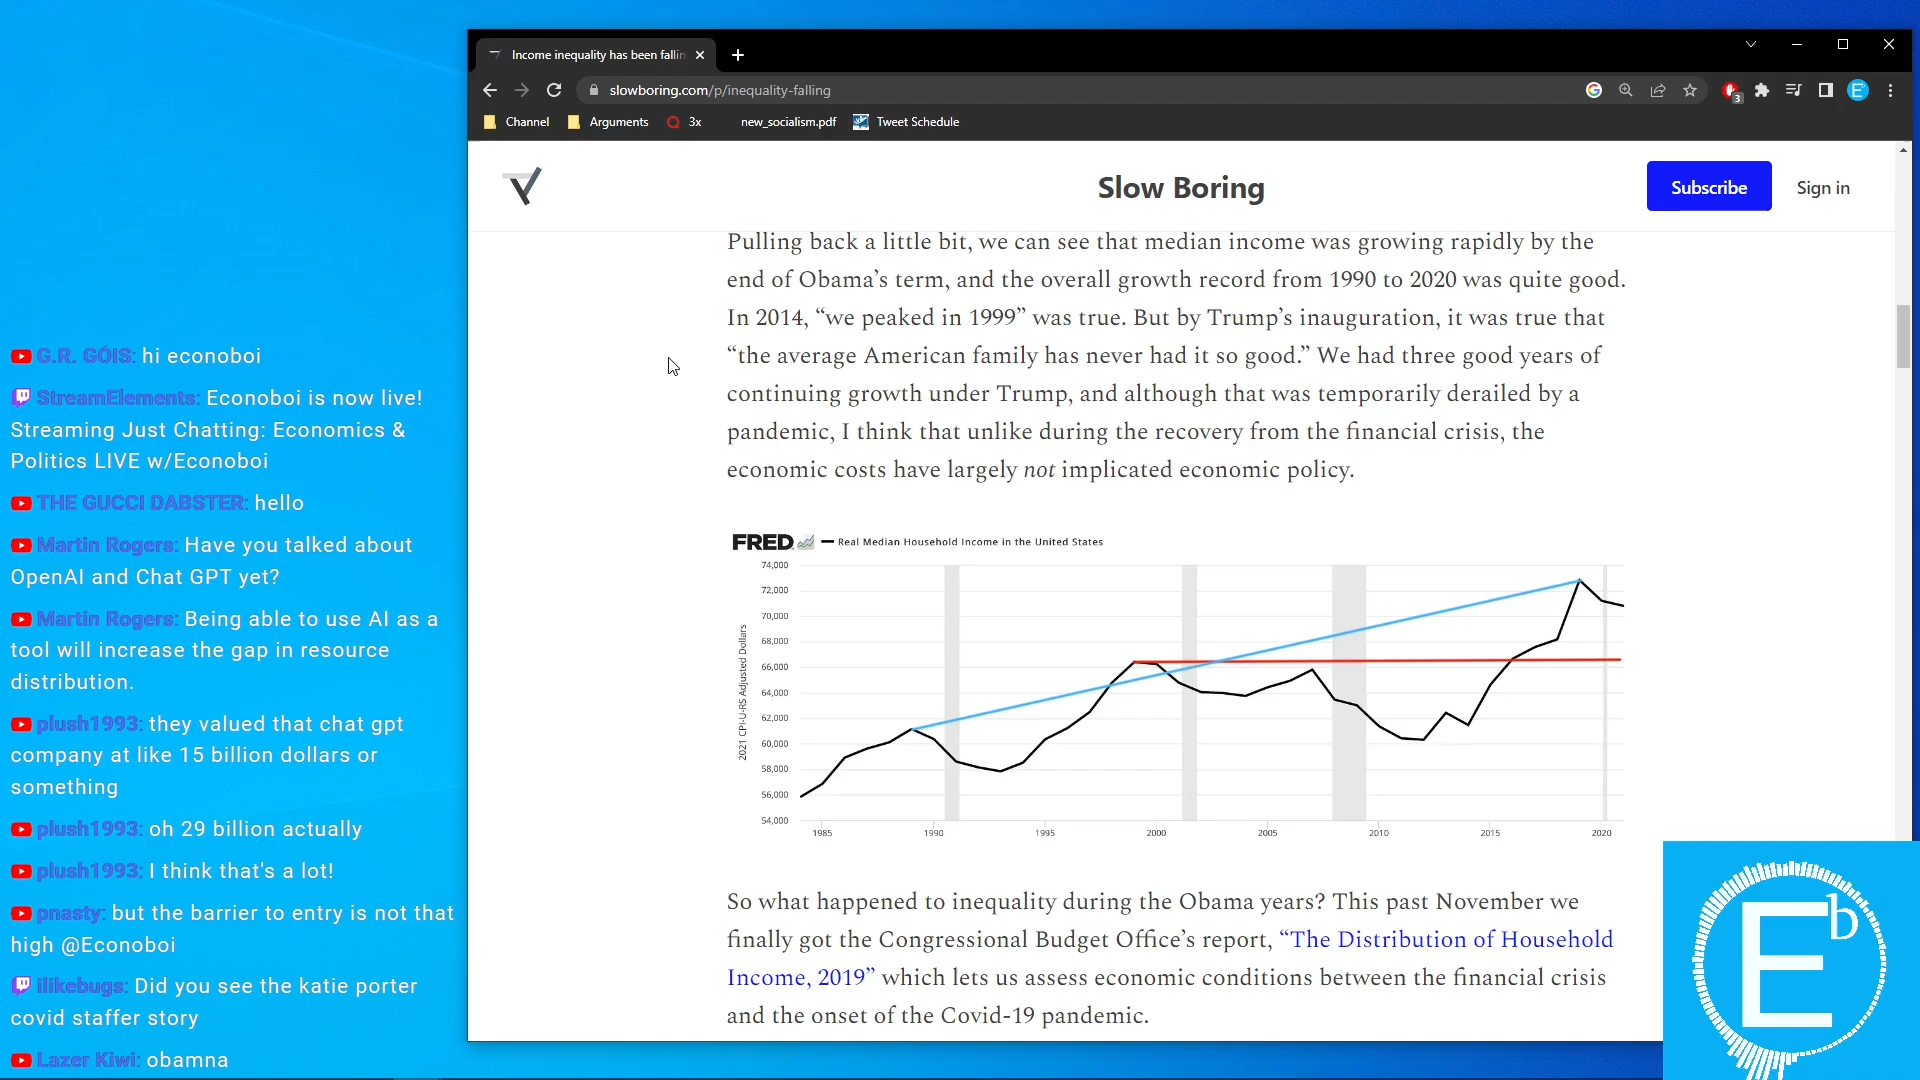 G.R. GÓIS: hi econoboi
StreamElements: Econoboi is now live!
Streaming Just Chatting: Economics &
Politics LIVE w/Econoboi
THE GUCCI DABSTER: hello
Martin Rogers: Have you talked about
OpenAI and Chat GPT yet?
Martin Rogers: Being able to use AI as a
tool will increase the gap in resource
distribution.
plush1993: they valued that chat gpt
company at like 15 billion dollars or
something
plush1993: oh 29 billion actually
plush1993: I think that's a lot!
pnasty: but the barrier to entry is not that
high @Econoboi
ilikebugs: Did you see the katie porter
covid staffer story
Lazer Kiwi: obamna
Income inequality has been fallin
slowboring.com/p/inequality-falling
3
E
Channel
Arguments
3x
new_socialism.pdf
Tweet Schedule
Slow Boring
Subscribe
Sign in
Pulling back a little bit, we can see that median income was growing rapidly by the
end of Obama’s term, and the overall growth record from 1990 to 2020 was quite good.
In 2014, “we peaked in 1999” was true. But by Trump’s inauguration, it was true that
“the average American family has never had it so good.” We had three good years of
continuing growth under Trump, and although that was temporarily derailed by a
pandemic, I think that unlike during the recovery from the financial crisis, the
economic costs have largely not implicated economic policy.
FRED
Real Median Household Income in the United States
2021 CPI-U-RS Adjusted Dollars
74,000
72,000
70,000
68,000
66,000
64,000
62,000
60,000
58,000
56,000
54,000
1985
1990
1995
2000
2005
2010
2015
2020
So what happened to inequality during the Obama years? This past November we
finally got the Congressional Budget Office’s report, “The Distribution of Household
Income, 2019” which lets us assess economic conditions between the financial crisis
and the onset of the Covid-19 pandemic.
Eb